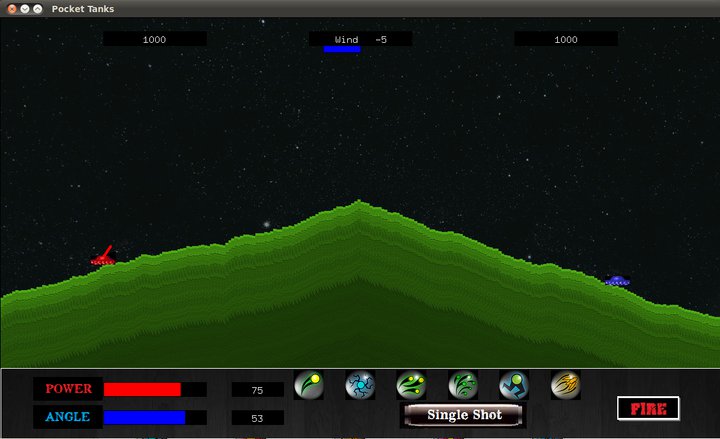 Pocket Tanks
1000 Wind -5 1000
POWER 75
ANGLE 53
Single Shot
FIRE